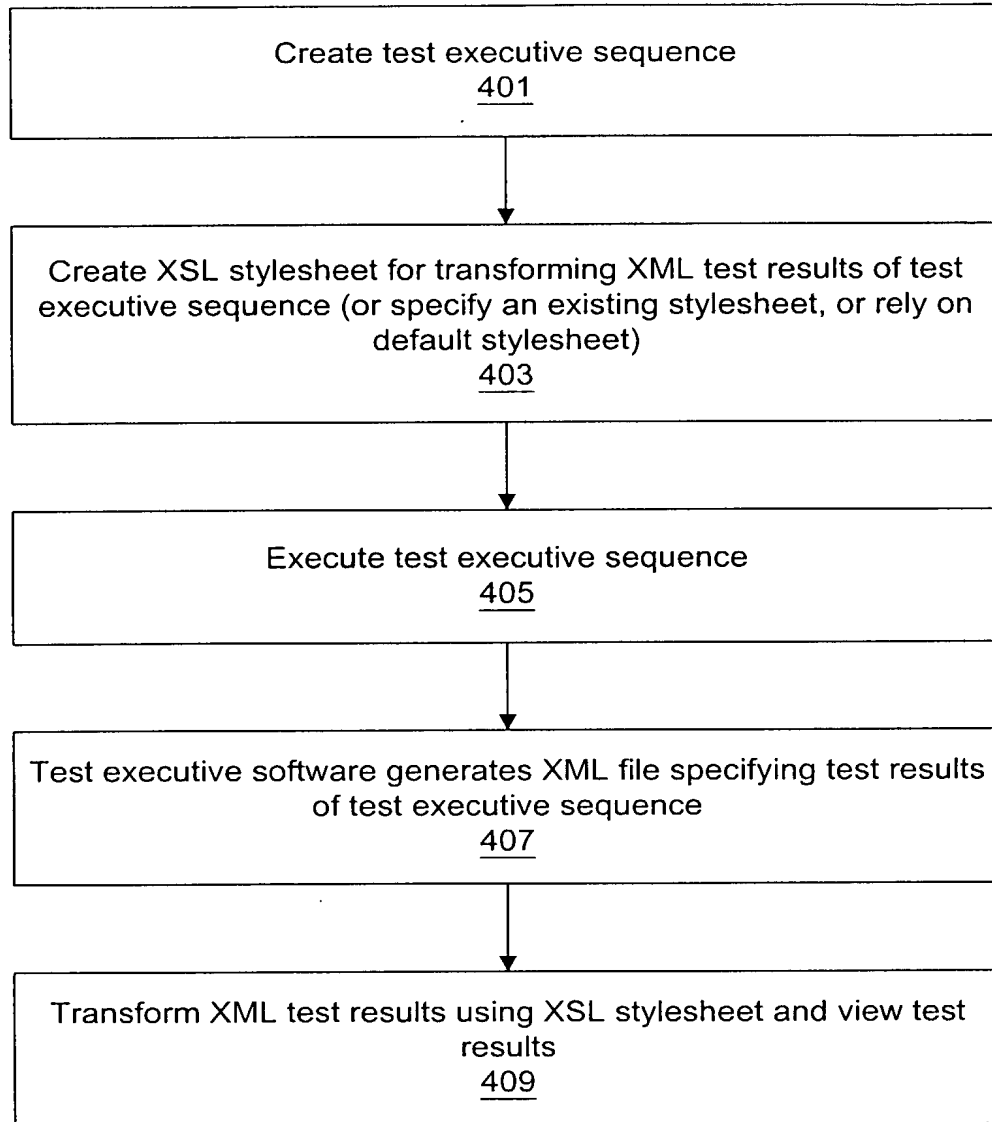 Create test executive sequence
401
Create XSL stylesheet for transforming XML test results of test
executive sequence (or specify an existing stylesheet, or rely on
default stylesheet)
403
Execute test executive sequence
405
Test executive software generates XML file specifying test results
of test executive sequence
407
Transform XML test results using XSL stylesheet and view test
results
409